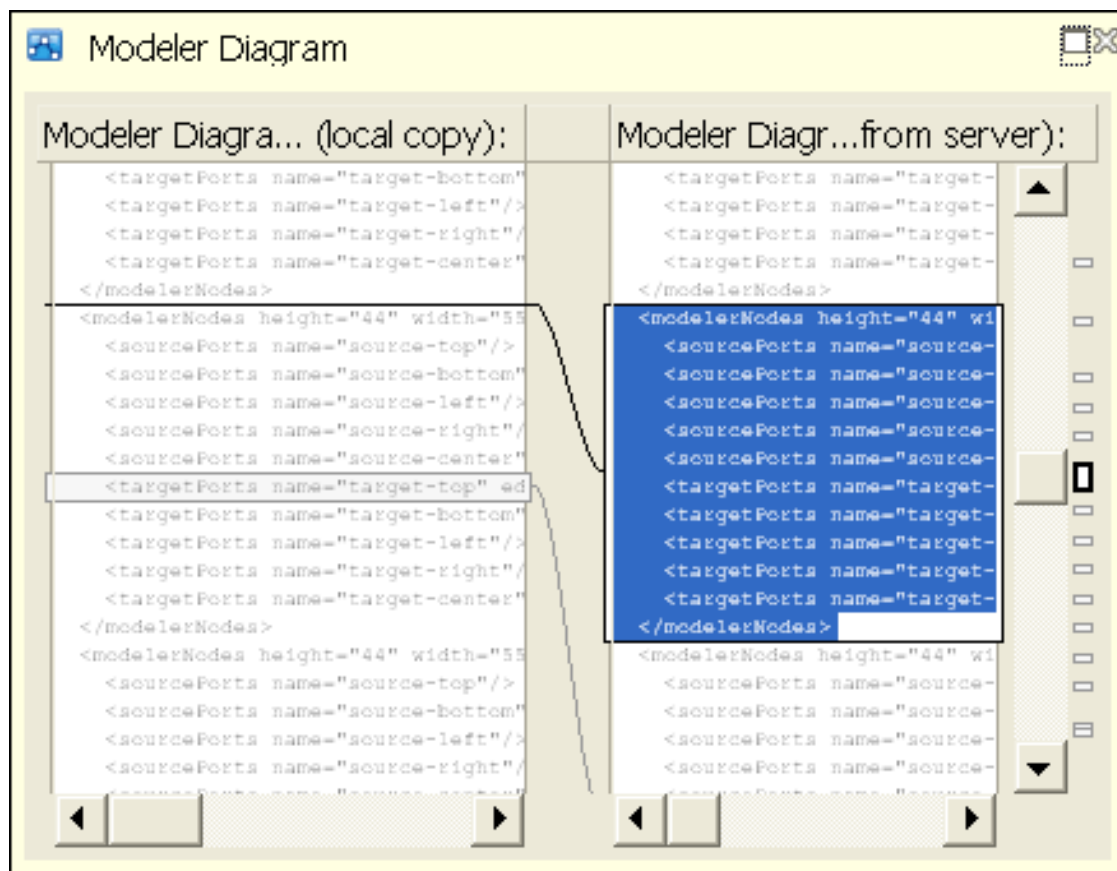 Modeler Diagram
Modeler Diagra... (local copy):
<targetPorts name="target-bottom"
<targetPorts name="target-left"/>
<targetPorts name="target-right"/
<targetPorts name="target-center"
</modelerNodes>
<modelerNodes height="44" width="55
<sourcePorts name="source-top"/>
<sourcePorts name="source-bottom"
<sourcePorts name="source-left"/>
<sourcePorts name="source-right"/
<sourcePorts name="source-center"
<targetPorts name="target-top" ed
<targetPorts name="target-bottom"
<targetPorts name="target-left"/>
<targetPorts name="target-right"/
<targetPorts name="target-center"
</modelerNodes>
<modelerNodes height="44" width="55
<sourcePorts name="source-top"/>
<sourcePorts name="source-bottom"
<sourcePorts name="source-left"/>
<sourcePorts name="source-right"/
Modeler Diagr...from server):
<targetPorts name="target-
<targetPorts name="target-
<targetPorts name="target-
<targetPorts name="target-
</modelerNodes>
<modelerNodes height="44" wi
<sourcePorts name="source-
<sourcePorts name="source-
<sourcePorts name="source-
<sourcePorts name="source-
<sourcePorts name="source-
<targetPorts name="target-
<targetPorts name="target-
<targetPorts name="target-
<targetPorts name="target-
<targetPorts name="target-
</modelerNodes>
<modelerNodes height="44" wi
<sourcePorts name="source-
<sourcePorts name="source-
<sourcePorts name="source-
<sourcePorts name="source-